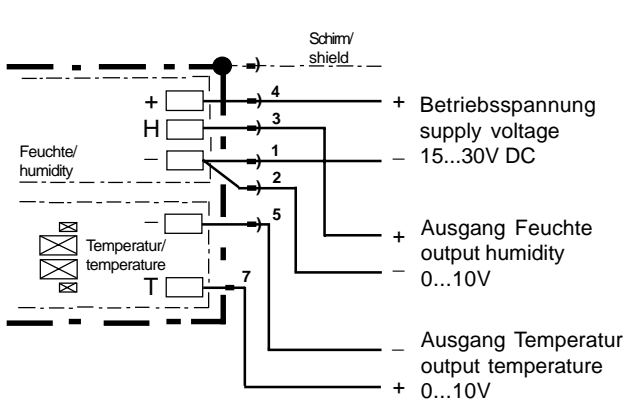 Schirm/
shield
+ 4 + Betriebsspannung
H 3 supply voltage
– 1 – 15...30V DC
Feuchte/
humidity
2
– 5 + Ausgang Feuchte
output humidity
– 0...10V
Temperatur/
temperature
T 7
– Ausgang Temperatur
output temperature
+ 0...10V